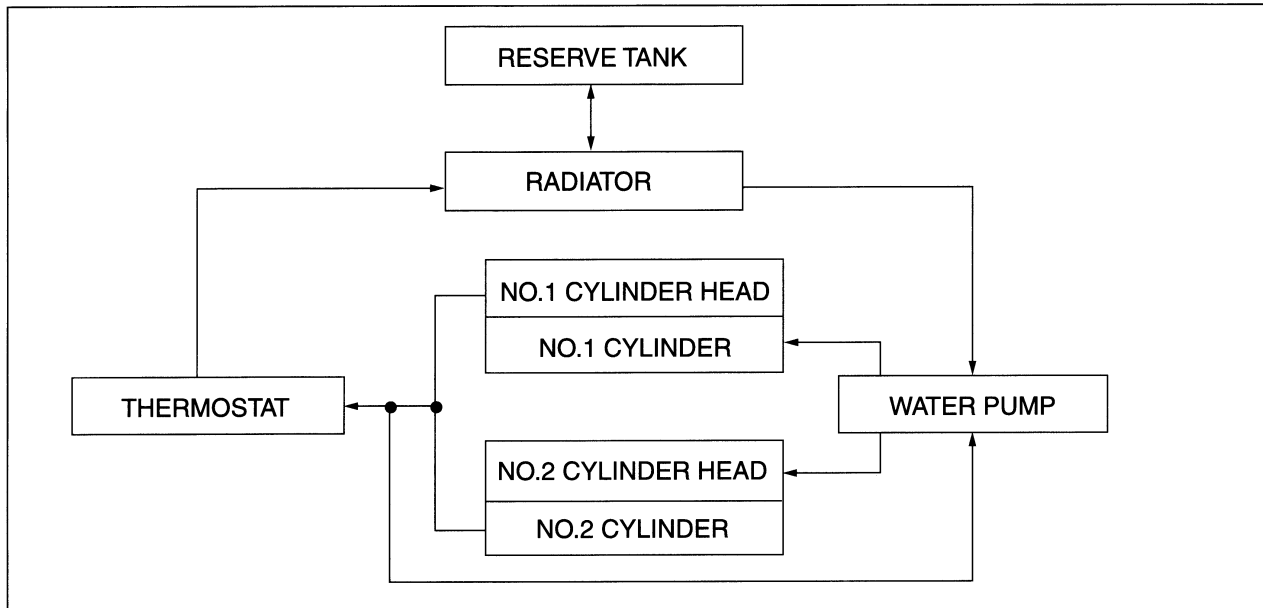 RESERVE TANK
RADIATOR
NO.1 CYLINDER HEAD
NO.1 CYLINDER
THERMOSTAT
WATER PUMP
NO.2 CYLINDER HEAD
NO.2 CYLINDER